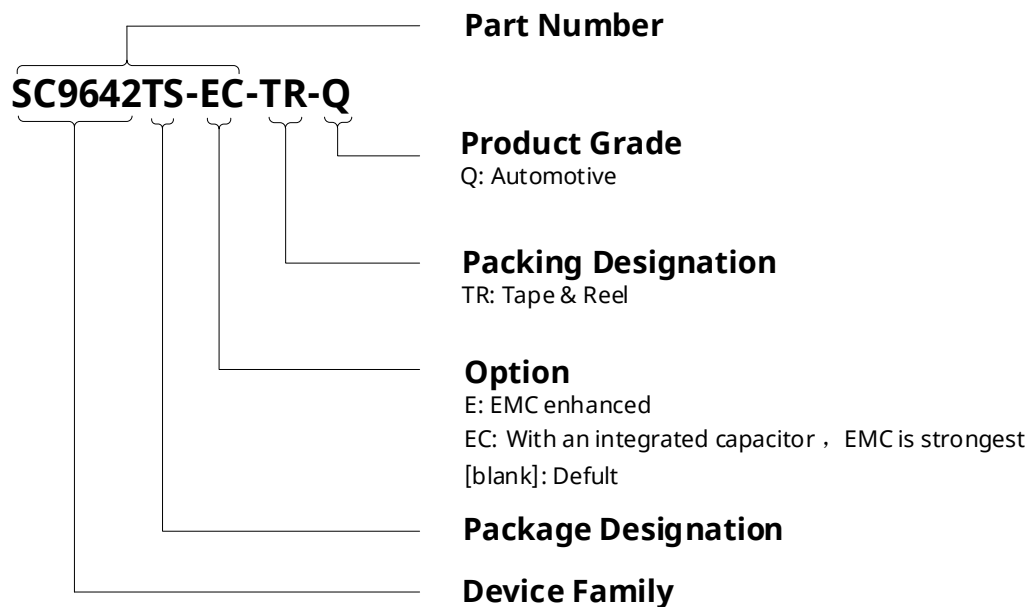 Part Number
SC9642TS-EC-TR-Q
Product Grade
Q: Automotive
Packing Designation
TR: Tape & Reel
Option
E: EMC enhanced
EC: With an integrated capacitor ，EMC is strongest
[blank]: Defult
Package Designation
Device Family